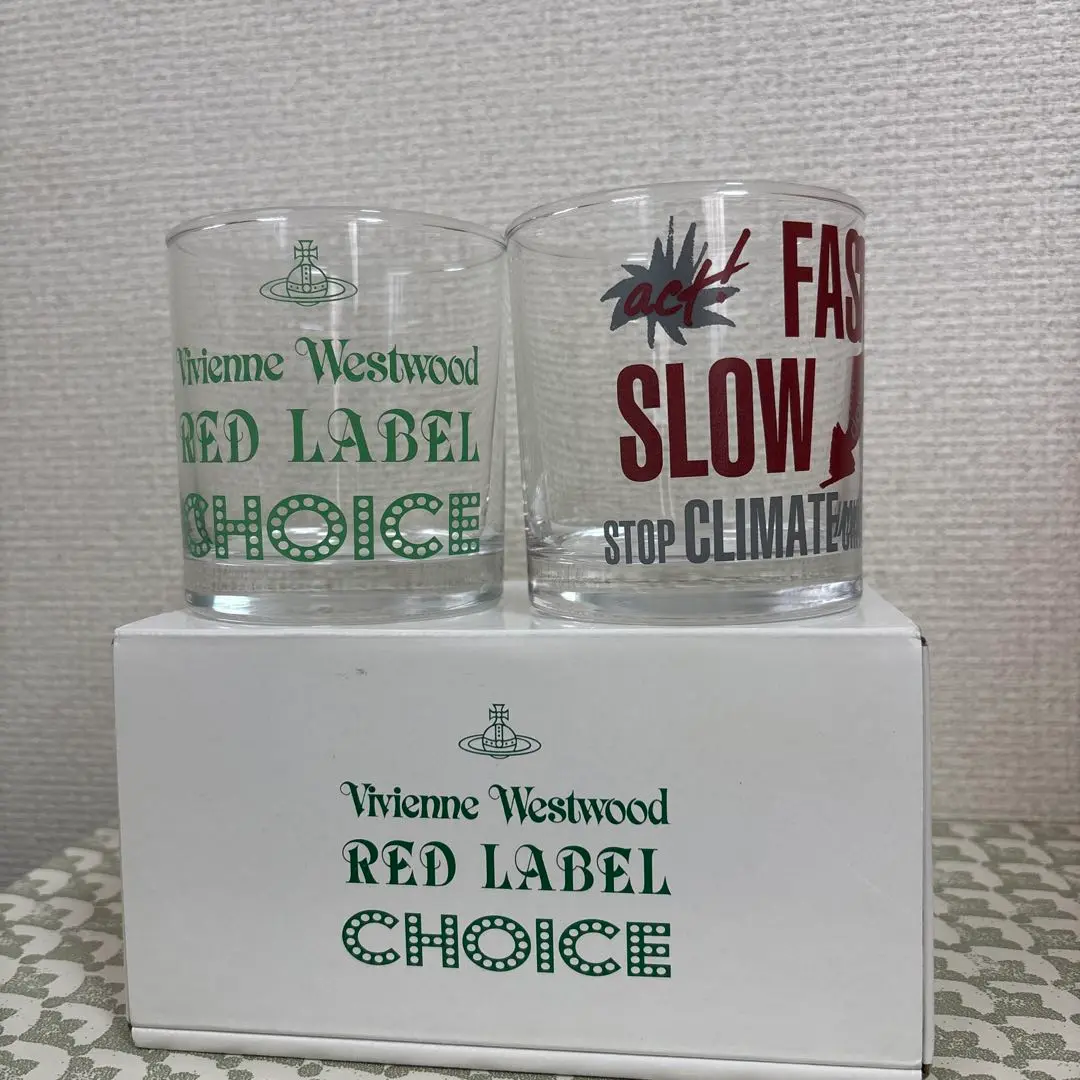 Vivienne Westwood
RED LABEL
CHOICE
act! FAS
SLOW
STOP CLIMATE
Vivienne Westwood
RED LABEL
CHOICE